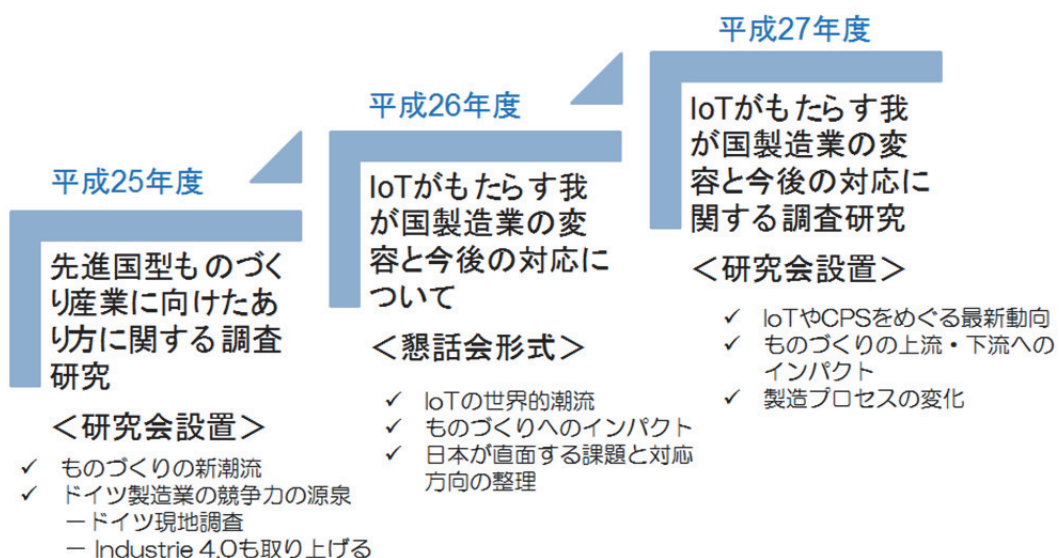 平成25年度
先進国型ものづく
り産業に向けたあ
り方に関する調査
研究
＜研究会設置＞
✓ ものづくりの新潮流
✓ ドイツ製造業の競争力の源泉
－ドイツ現地調査
－ Industrie 4.0も取り上げる
平成26年度
IoTがもたらす我
が国製造業の変
容と今後の対応に
ついて
＜懇話会形式＞
✓ IoTの世界的潮流
✓ ものづくりへのインパクト
✓ 日本が直面する課題と対応
方向の整理
平成27年度
IoTがもたらす我
が国製造業の変
容と今後の対応に
関する調査研究
＜研究会設置＞
✓ IoTやCPSをめぐる最新動向
✓ ものづくりの上流・下流への
インパクト
✓ 製造プロセスの変化